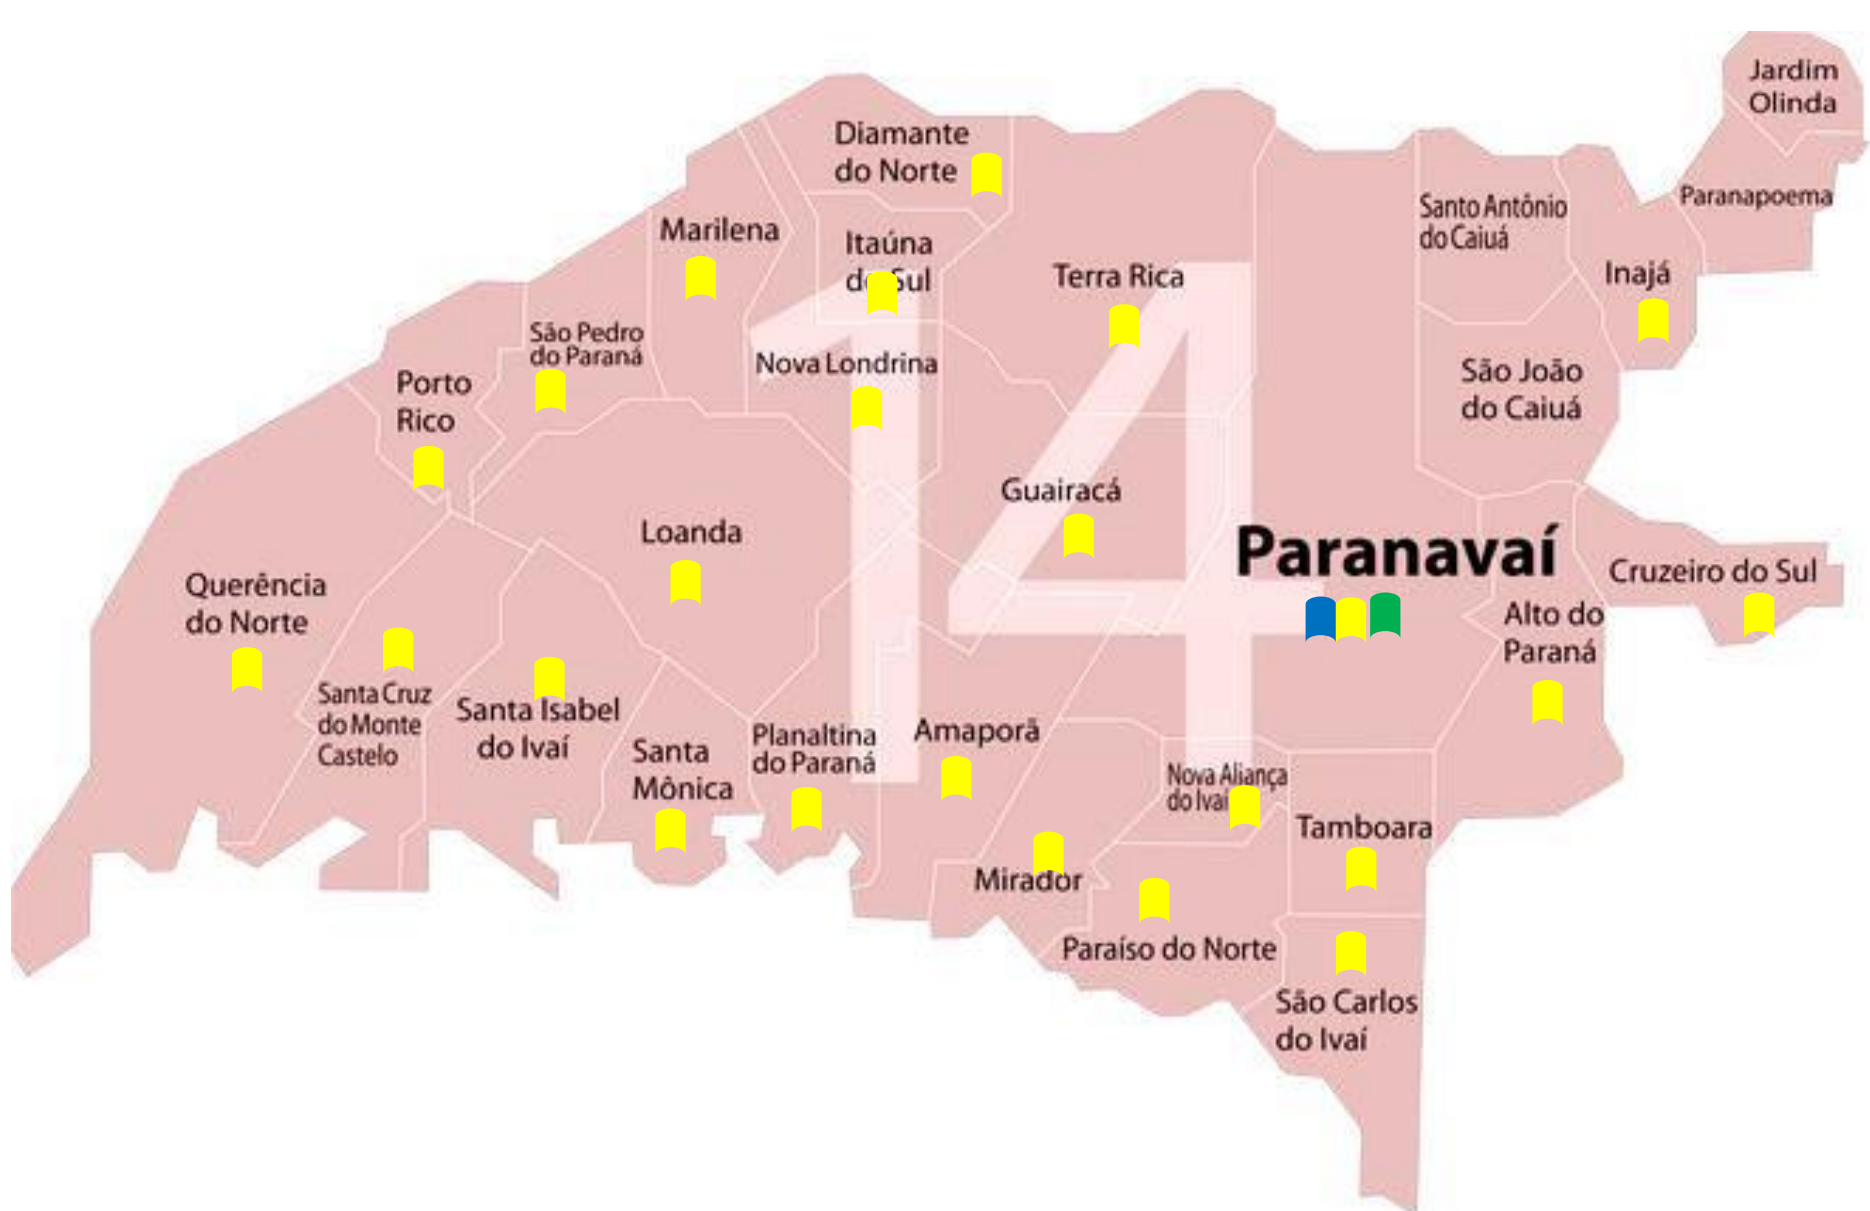 Jardim
Olinda
Diamante
do Norte
Paranapoema
Santo Antônio
do Caiuá
Marilena
Itaúna
do Sul
Terra Rica
Inajá
São Pedro
do Paraná
Nova Londrina
Porto
Rico
São João
do Caiuá
Guairacá
Loanda
14
Paranavaí
Cruzeiro do Sul
Querência
do Norte
Alto do
Paraná
Santa Cruz
do Monte
Castelo
Santa Isabel
do Ivaí
Santa
Mônica
Planaltina
do Paraná
Amaporã
Nova Aliança
do Ivaí
Tamboara
Mirador
Paraíso do Norte
São Carlos
do Ivaí